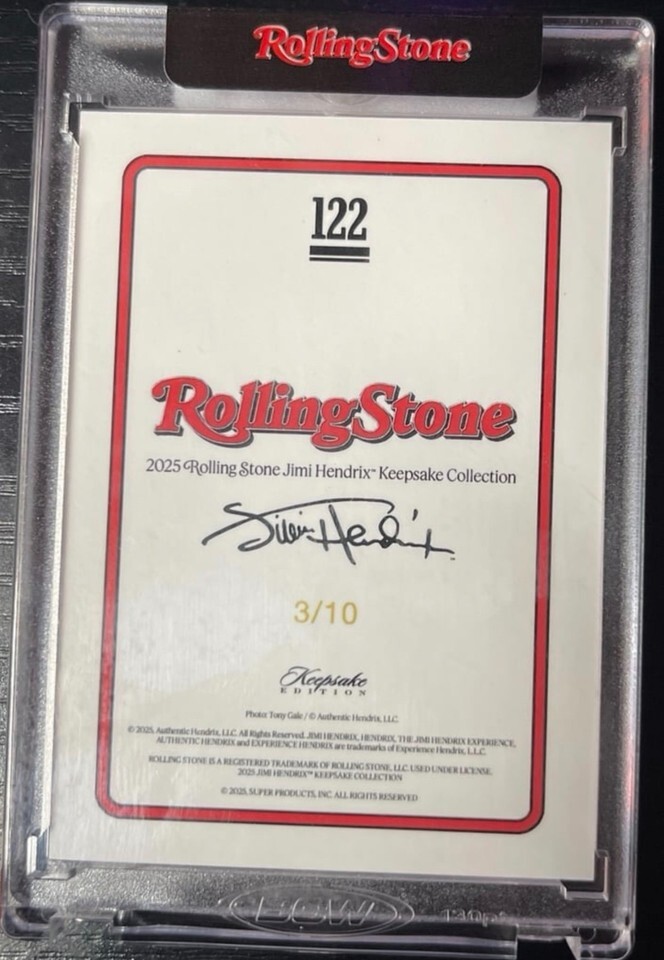 RollingStone
122
RollingStone
2025 Rolling Stone Jimi Hendrix™ Keepsake Collection
Jimi Hendrix
3/10
Keepsake
EDITION
Photo: Tony Gale / © Authentic Hendrix, LLC.
© 2025, Authentic Hendrix, LLC. All Rights Reserved. JIMI HENDRIX, HENDRIX, THE JIMI HENDRIX EXPERIENCE,
AUTHENTIC HENDRIX and EXPERIENCE HENDRIX are trademarks of Experience Hendrix, L.L.C.
ROLLING STONE IS A REGISTERED TRADEMARK OF ROLLING STONE, LLC. USED UNDER LICENSE.
2025 JIMI HENDRIX™ KEEPSAKE COLLECTION
© 2025, SUPER PRODUCTS, INC. ALL RIGHTS RESERVED
BCW